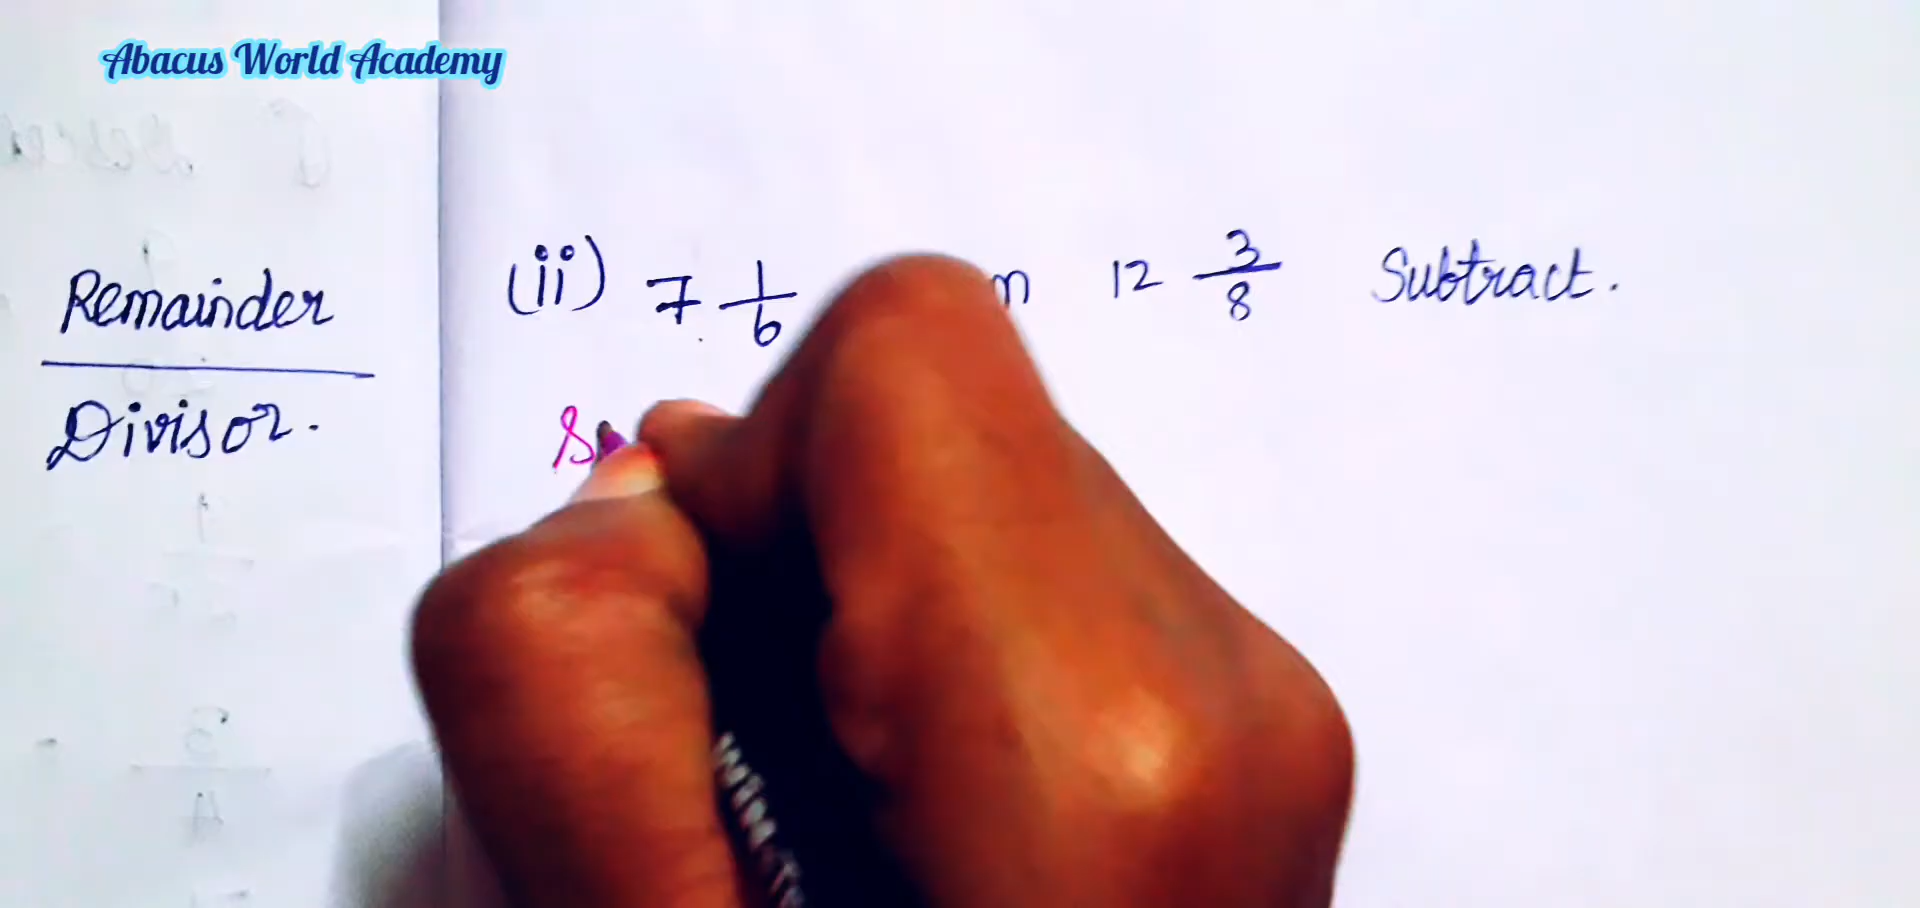 Abacus World Academy
Remainder
Divisor.
(ii) 7 1/6 12 3/8 Subtract.